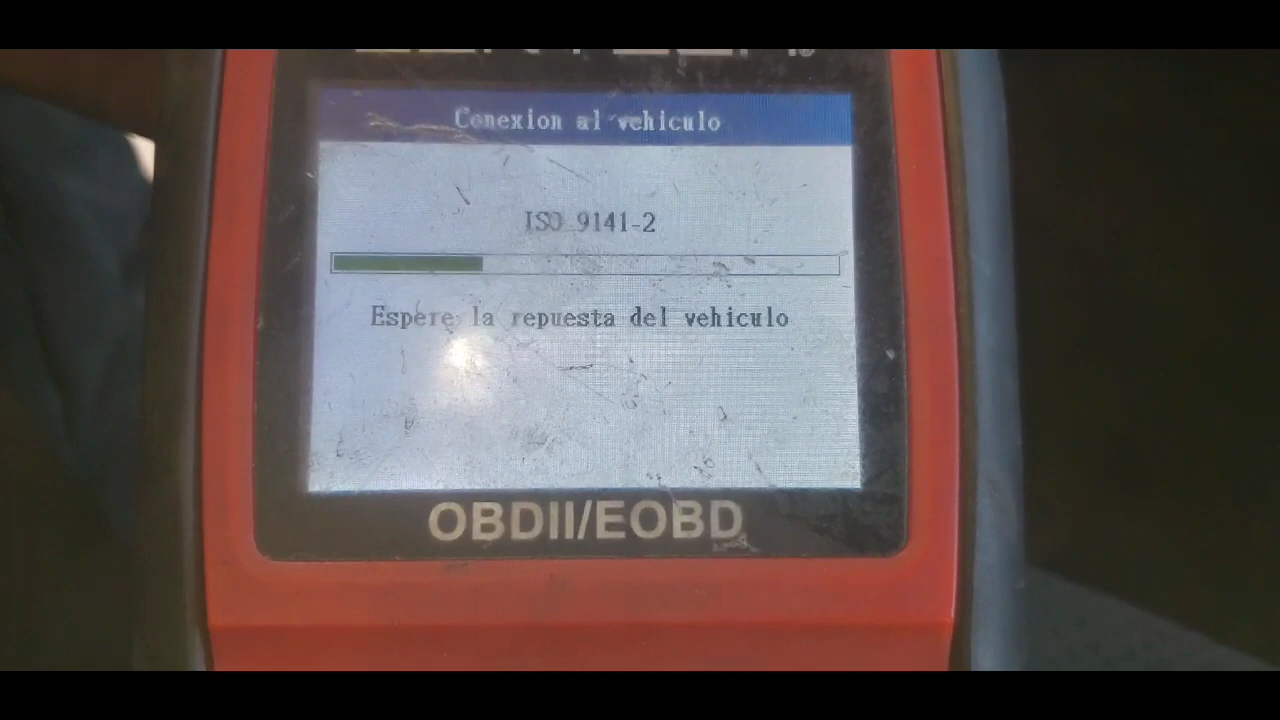 Conexion al vehiculo
ISO 9141-2
Espere la repuesta del vehiculo
OBDII/EOBD